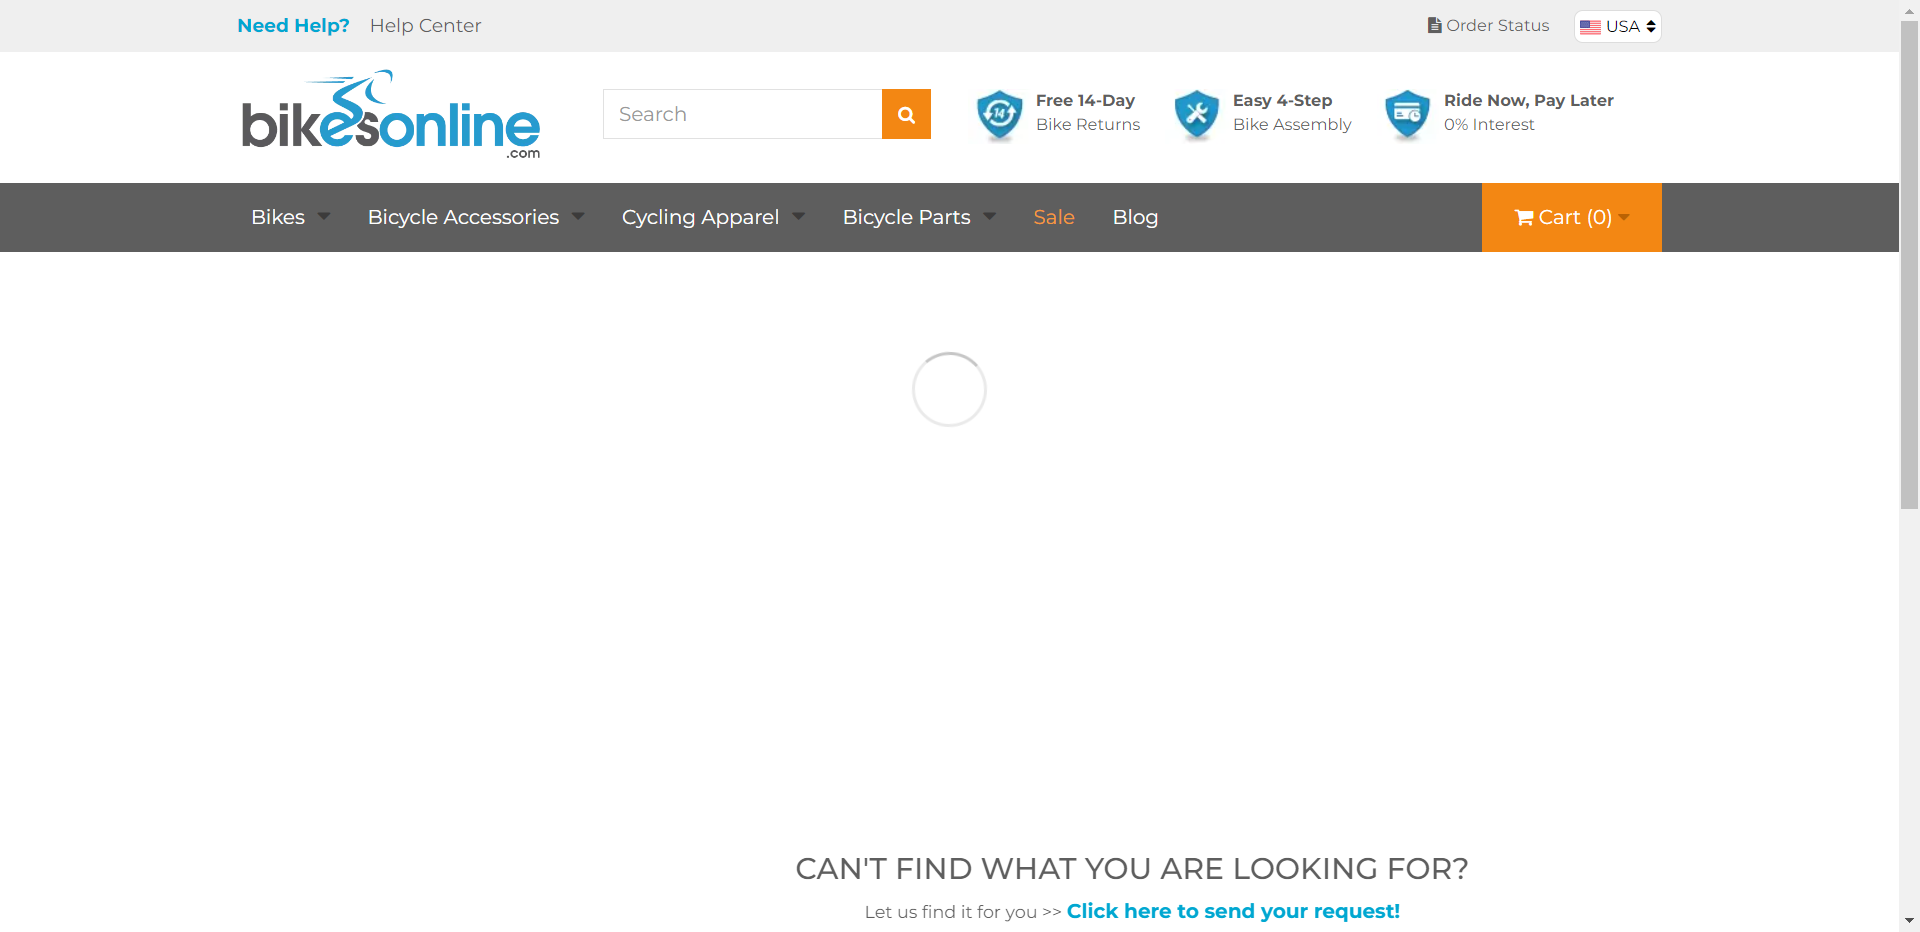 Need Help? Help Center
Order Status
USA
bikesonline
.com
Search
14
Free 14-Day
Bike Returns
Easy 4-Step
Bike Assembly
Ride Now, Pay Later
0% Interest
Bikes Bicycle Accessories Cycling Apparel Bicycle Parts Sale Blog
Cart (0)
CAN'T FIND WHAT YOU ARE LOOKING FOR?
Let us find it for you >> Click here to send your request!